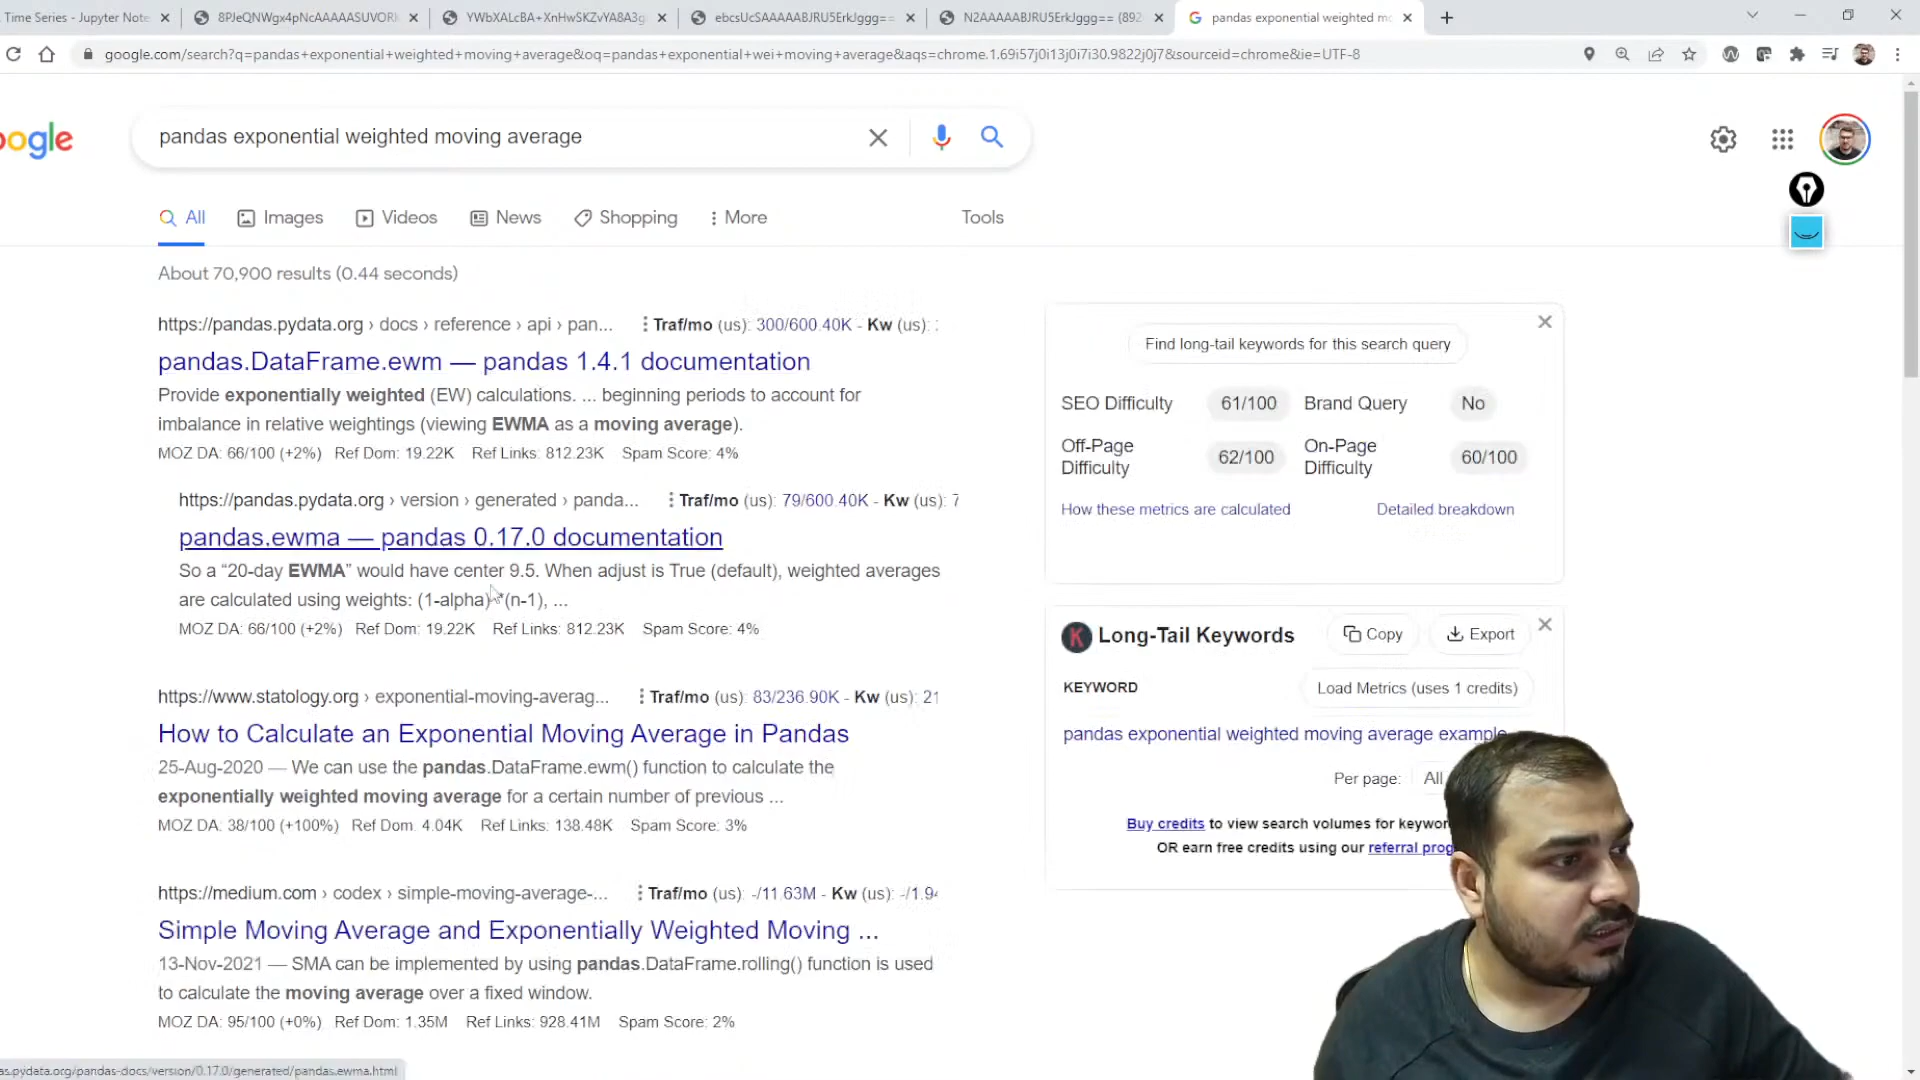 Time Series - Jupyter Note
8PJeQNWgx4pNcAAAAASUVORK
YWbXALcBA+XnHwSKZvYA8A3g
ebcsUcSAAAAABJRU5ErkJggg==
N2AAAAABJRU5ErkJggg== (892
pandas exponential weighted mo
google.com/search?q=pandas+exponential+weighted+moving+average&oq=pandas+exponential+wei+moving+average&aqs=chrome.1.69i57j0i13j0i7i30.9822j0j7&sourceid=chrome&ie=UTF-8
oogle
pandas exponential weighted moving average
All
Images
Videos
News
Shopping
More
Tools
About 70,900 results (0.44 seconds)
https://pandas.pydata.org › docs › reference › api › pan...
Traf/mo (us): 300/600.40K - Kw (us):
pandas.DataFrame.ewm — pandas 1.4.1 documentation
Provide exponentially weighted (EW) calculations. ... beginning periods to account for
imbalance in relative weightings (viewing EWMA as a moving average).
MOZ DA: 66/100 (+2%) Ref Dom: 19.22K Ref Links: 812.23K Spam Score: 4%
https://pandas.pydata.org › version › generated › panda...
Traf/mo (us): 79/600.40K - Kw (us): 7
pandas.ewma — pandas 0.17.0 documentation
So a “20-day EWMA” would have center 9.5. When adjust is True (default), weighted averages
are calculated using weights: (1-alpha)*(n-1), ...
MOZ DA: 66/100 (+2%) Ref Dom: 19.22K Ref Links: 812.23K Spam Score: 4%
https://www.statology.org › exponential-moving-averag...
Traf/mo (us): 83/236.90K - Kw (us): 21
How to Calculate an Exponential Moving Average in Pandas
25-Aug-2020 — We can use the pandas.DataFrame.ewm() function to calculate the
exponentially weighted moving average for a certain number of previous ...
MOZ DA: 38/100 (+100%) Ref Dom: 4.04K Ref Links: 138.48K Spam Score: 3%
https://medium.com › codex › simple-moving-average-...
Traf/mo (us): -/11.63M - Kw (us): -/1.94
Simple Moving Average and Exponentially Weighted Moving ...
13-Nov-2021 — SMA can be implemented by using pandas.DataFrame.rolling() function is used
to calculate the moving average over a fixed window.
MOZ DA: 95/100 (+0%) Ref Dom: 1.35M Ref Links: 928.41M Spam Score: 2%
Find long-tail keywords for this search query
SEO Difficulty 61/100 Brand Query No
Off-Page Difficulty 62/100 On-Page Difficulty 60/100
How these metrics are calculated
Detailed breakdown
K
Long-Tail Keywords
Copy
Export
KEYWORD
Load Metrics (uses 1 credits)
pandas exponential weighted moving average example
Per page: All
Buy credits to view search volumes for keywor
OR earn free credits using our referral prog
as.pydata.org/pandas-docs/version/0.17.0/generated/pandas.ewma.html